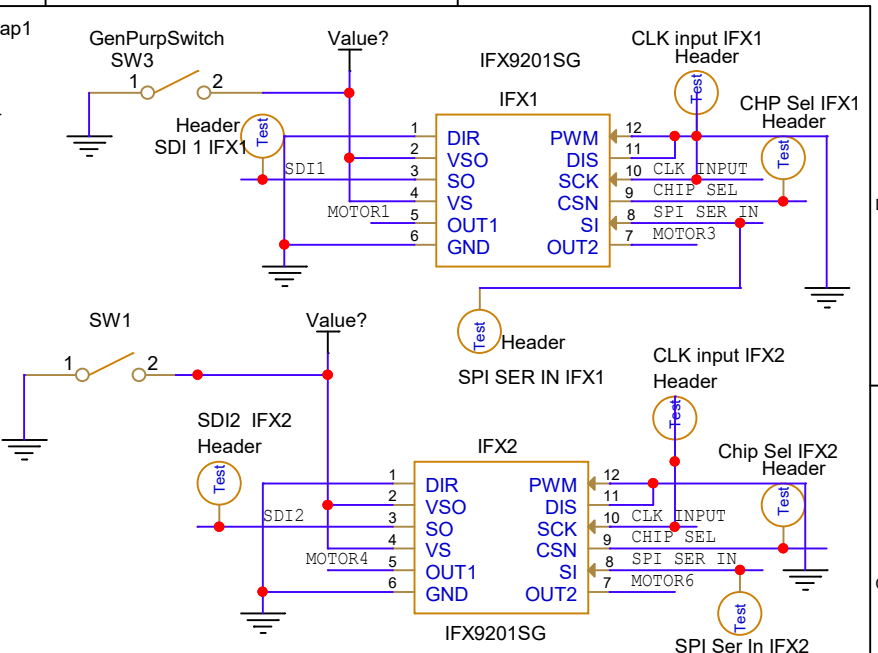 ap1
GenPurpSwitch
SW3
1 2
Value?
IFX9201SG
IFX1
CLK input IFX1
Header
Test
CHP Sel IFX1
Header
Test
Header
SDI 1 IFX1
Test
SDI1
MOTOR1
1 DIR PWM 12
2 VSO DIS 11
3 SO SCK 10 CLK INPUT
4 VS CSN 9 CHIP SEL
5 OUT1 SI 8 SPI SER IN
6 GND OUT2 7 MOTOR3
Test
Header
SPI SER IN IFX1
SW1
1 2
Value?
CLK input IFX2
Header
Test
SDI2 IFX2
Header
Test
IFX2
Chip Sel IFX2
Header
Test
SDI2
MOTOR4
1 DIR PWM 12
2 VSO DIS 11
3 SO SCK 10 CLK INPUT
4 VS CSN 9 CHIP SEL
5 OUT1 SI 8 SPI SER IN
6 GND OUT2 7 MOTOR6
IFX9201SG
Test
SPI Ser In IFX2